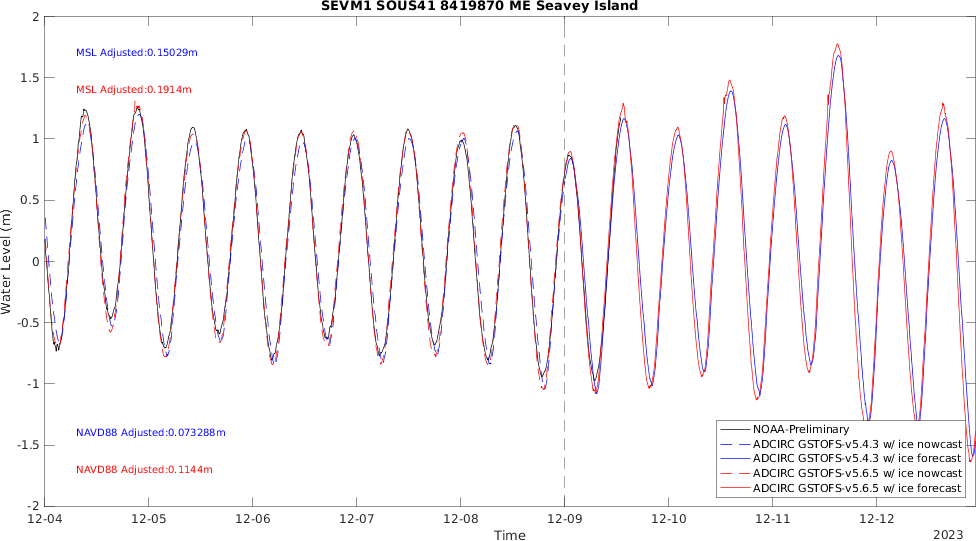 SEVM1 SOUS41 8419870 ME Seavey Island
MSL Adjusted:0.15029m
MSL Adjusted:0.1914m
NAVD88 Adjusted:0.073288m
NAVD88 Adjusted:0.1144m
Water Level (m)
2
1.5
1
0.5
0
-0.5
-1
-1.5
-2
NOAA-Preliminary
ADCIRC GSTOFS-v5.4.3 w/ ice nowcast
ADCIRC GSTOFS-v5.4.3 w/ ice forecast
ADCIRC GSTOFS-v5.6.5 w/ ice nowcast
ADCIRC GSTOFS-v5.6.5 w/ ice forecast
12-04 12-05 12-06 12-07 12-08 12-09 12-10 12-11 12-12
Time
2023